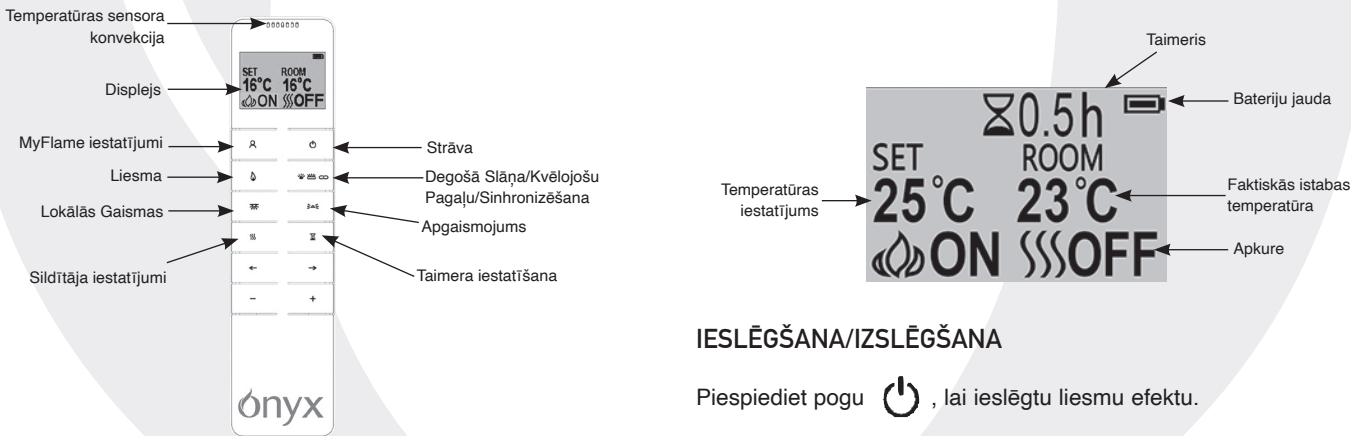 Temperatūras sensora
konvekcija
Displejs
MyFlame iestatījumi
Liesma
Lokālās Gaismas
Sildītāja iestatījumi
SET ROOM
16°C 16°C
ON OFF
onyx
Strāva
Degošā Slāņa/Kvēlojošu
Pagaļu/Sinhronizēšana
Apgaismojums
Taimera iestatīšana
Taimeris
Bateriju jauda
Temperatūras
iestatījums
0.5h
SET ROOM
25°C 23°C
ON OFF
Faktiskās istabas
temperatūra
Apkure
IESLĒGŠANA/IZSLĒGŠANA
Piespiediet pogu , lai ieslēgtu liesmu efektu.